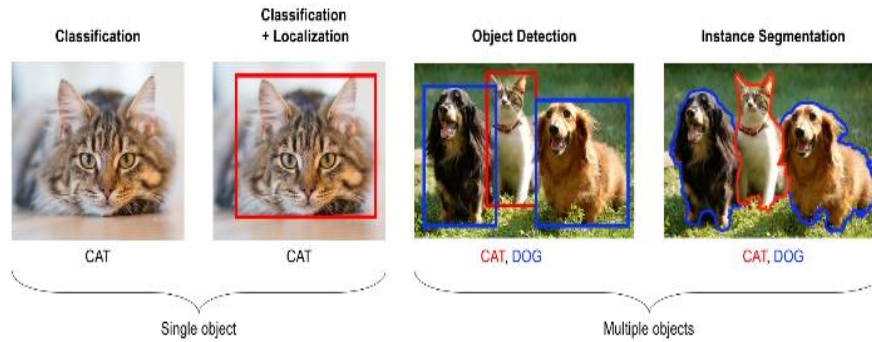 Classification
Classification
+ Localization
Object Detection
Instance Segmentation
CAT
CAT
CAT, DOG
CAT, DOG
Single object
Multiple objects